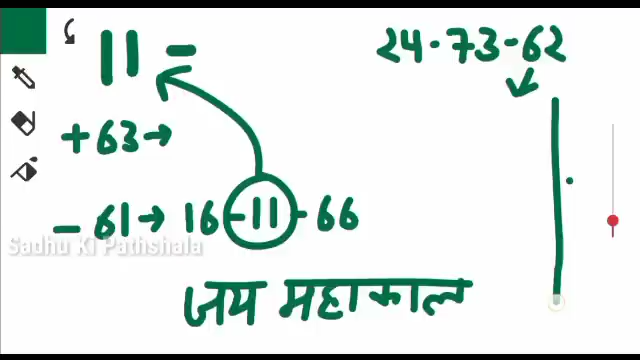 11 =
24-73-62
+63→
-61→ 16-11-66
Sadhu Ki Pathshala
जय महाकाल